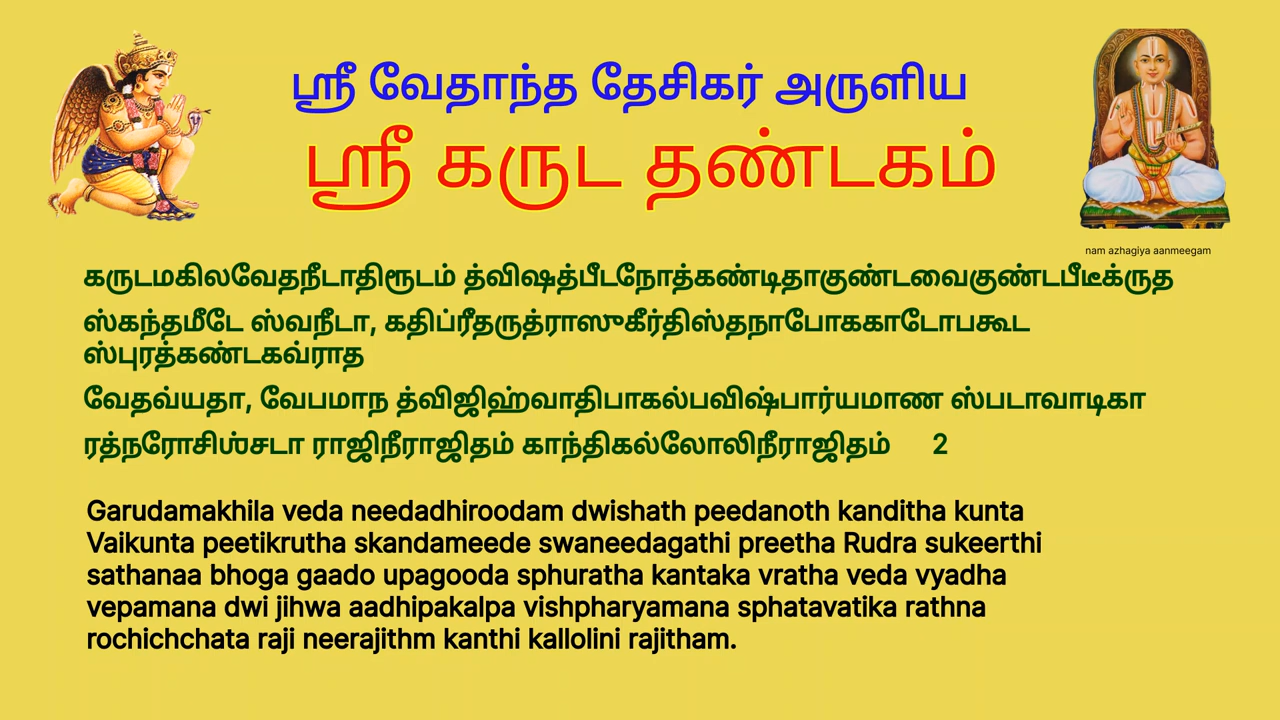 ஸ்ரீ வேதாந்த தேசிகர் அருளிய
ஸ்ரீ கருட தண்டகம்
nam azhagiya aanmeegam
கருடமகிலவேதநீடாதிரூடம் த்விஷத்பீடநோத்கண்டிதாகுண்டவைகுண்டபீடீக்ருத
ஸ்கந்தமீடே ஸ்வநீடா, கதிப்ரீதருத்ராஸுகீர்திஸ்தநாபோககாடோபகூட
ஸ்புரத்கண்டகவ்ராத
வேதவ்யதா, வேபமாந த்விஜிஹ்வாதிபாகல்பவிஷ்பார்யமாண ஸ்படாவாடிகா
ரத்நரோசிஶ்சடா ராஜிநீராஜிதம் காந்திகல்லோலிநீராஜிதம் 2
Garudamakhila veda needadhiroodam dwishath peedanoth kanditha kunta
Vaikunta peetikrutha skandameede swaneedagathi preetha Rudra sukeerthi
sathanaa bhoga gaado upagooda sphuratha kantaka vratha veda vyadha
vepamana dwi jihwa aadhipakalpa vishpharyamana sphatavatika rathna
rochichchata raji neerajithm kanthi kallolini rajitham.